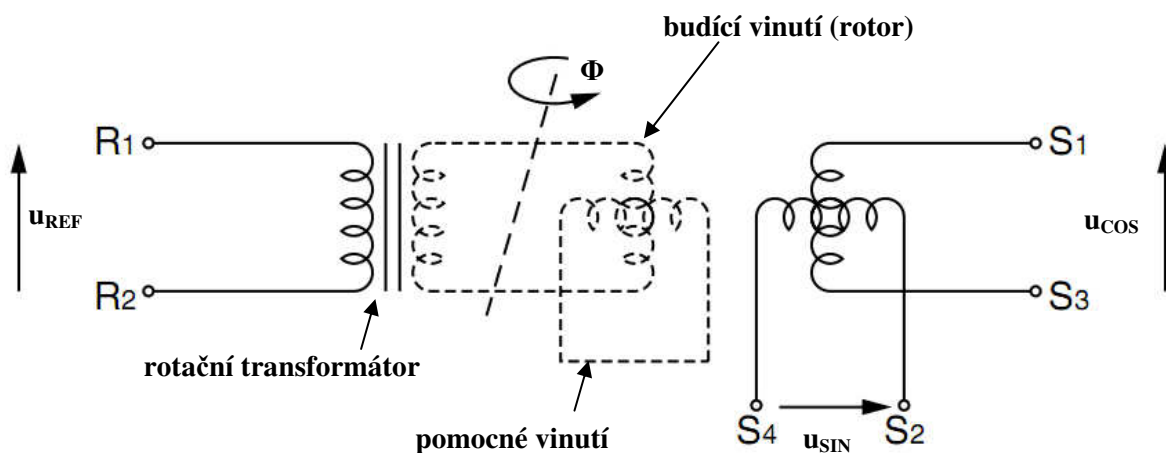 budící vinutí (rotor)
Φ
R1
S1
uREF
uCOS
R2
S3
rotační transformátor
S4
S2
uSIN
pomocné vinutí